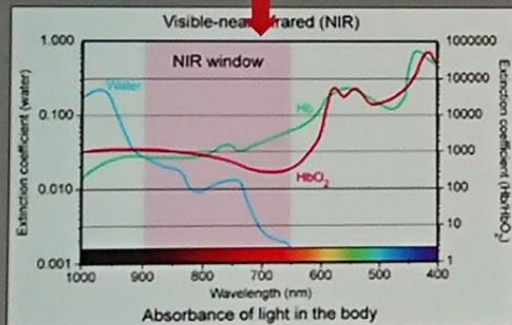 Visible-near infrared (NIR)
1.000
1000000
NIR window
Water
100000
Hb
0.100
10000
1000
HbO2
0.010
100
10
0.001
1
Extinction coefficient (water)
Extinction coefficient (Hb/HbO2)
1000 900 800 700 600 500 400
Wavelength (nm)
Absorbance of light in the body